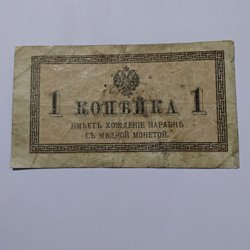 1 КОПѢЙКА 1
ИМѢЕТЪ ХОЖДЕНІЕ НАРАВНѢ
СЪ МѢДНОЙ МОНЕТОЙ.